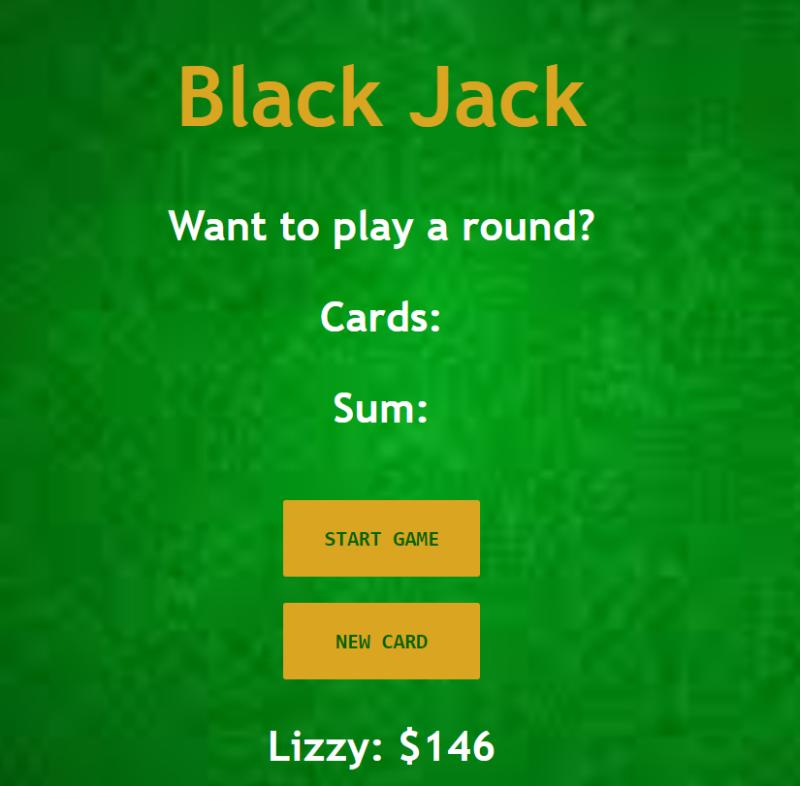 Black Jack
Want to play a round?
Cards:
Sum:
START GAME
NEW CARD
Lizzy: $146